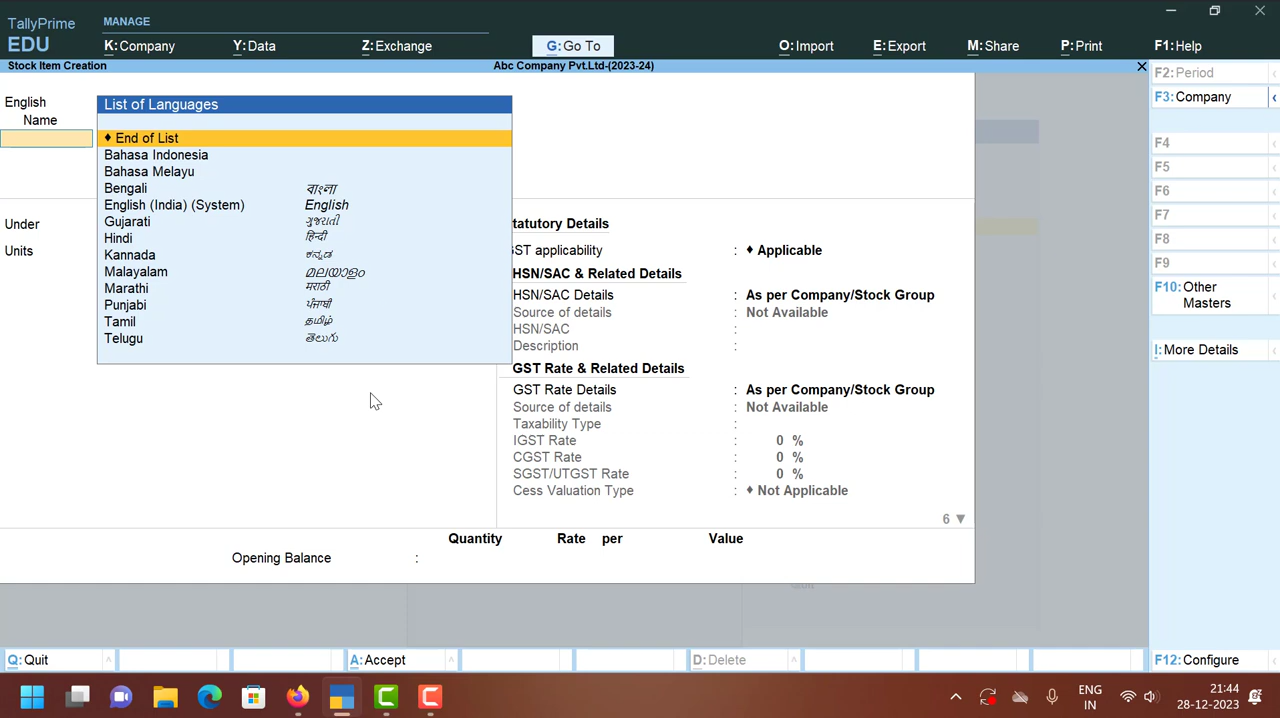 TallyPrime
EDU
MANAGE
K:Company
Y:Data
Z:Exchange
G:Go To
O:Import
E:Export
M:Share
P:Print
F1:Help
Stock Item Creation
Abc Company Pvt.Ltd-(2023-24)
English
Name
List of Languages
♦ End of List
Bahasa Indonesia
Bahasa Melayu
Bengali বাংলা
English (India) (System) English
Gujarati ગુજરાતી
Hindi हिन्दी
Kannada ಕನ್ನಡ
Malayalam മലയാളം
Marathi मराठी
Punjabi ਪੰਜਾਬੀ
Tamil தமிழ்
Telugu తెలుగు
Under
Units
tatutory Details
GST applicability : ♦ Applicable
HSN/SAC & Related Details
HSN/SAC Details : As per Company/Stock Group
Source of details : Not Available
HSN/SAC :
Description :
GST Rate & Related Details
GST Rate Details : As per Company/Stock Group
Source of details : Not Available
Taxability Type :
IGST Rate : 0 %
CGST Rate : 0 %
SGST/UTGST Rate : 0 %
Cess Valuation Type : ♦ Not Applicable
6 ▼
Quantity Rate per Value
Opening Balance :
F2:Period
F3:Company
F4
F5
F6
F7
F8
F9
F10:Other
Masters
I:More Details
Q:Quit
A:Accept
D:Delete
F12:Configure
ENG
IN
21:44
28-12-2023